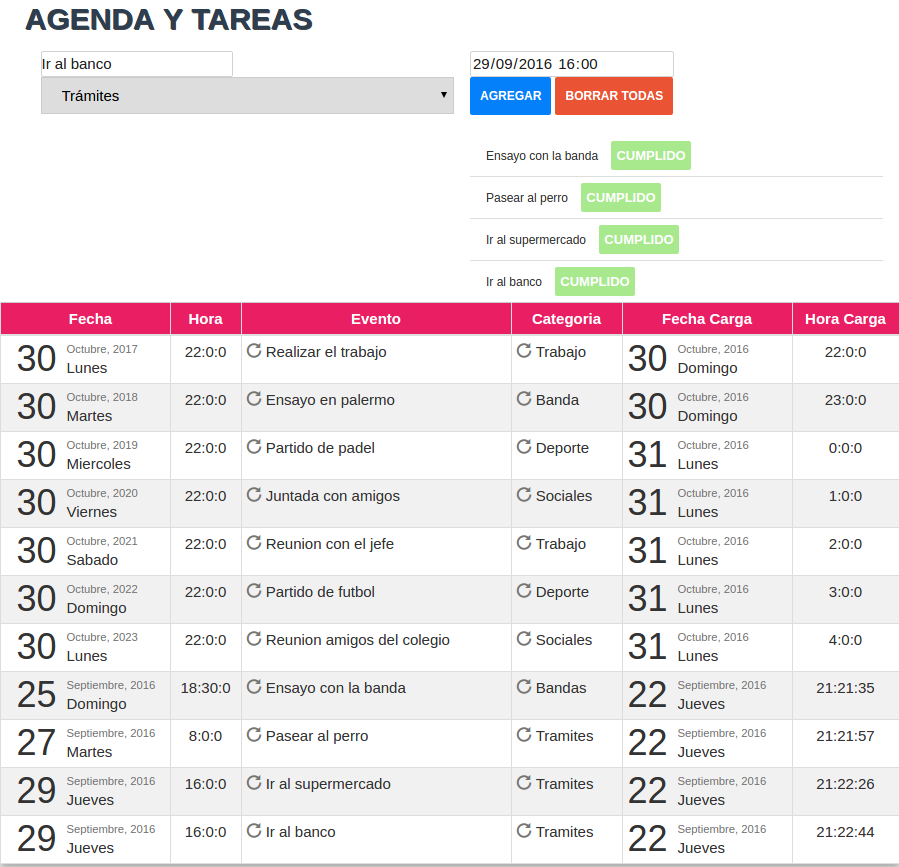 AGENDA Y TAREAS
Ir al banco
29/09/2016 16:00
Trámites
AGREGAR BORRAR TODAS
Ensayo con la banda CUMPLIDO
Pasear al perro CUMPLIDO
Ir al supermercado CUMPLIDO
Ir al banco CUMPLIDO
Fecha Hora Evento Categoria Fecha Carga Hora Carga
30 Octubre, 2017 Lunes 22:0:0 Realizar el trabajo Trabajo 30 Octubre, 2016 Domingo 22:0:0
30 Octubre, 2018 Martes 22:0:0 Ensayo en palermo Banda 30 Octubre, 2016 Domingo 23:0:0
30 Octubre, 2019 Miercoles 22:0:0 Partido de padel Deporte 31 Octubre, 2016 Lunes 0:0:0
30 Octubre, 2020 Viernes 22:0:0 Juntada con amigos Sociales 31 Octubre, 2016 Lunes 1:0:0
30 Octubre, 2021 Sabado 22:0:0 Reunion con el jefe Trabajo 31 Octubre, 2016 Lunes 2:0:0
30 Octubre, 2022 Domingo 22:0:0 Partido de futbol Deporte 31 Octubre, 2016 Lunes 3:0:0
30 Octubre, 2023 Lunes 22:0:0 Reunion amigos del colegio Sociales 31 Octubre, 2016 Lunes 4:0:0
25 Septiembre, 2016 Domingo 18:30:0 Ensayo con la banda Bandas 22 Septiembre, 2016 Jueves 21:21:35
27 Septiembre, 2016 Martes 8:0:0 Pasear al perro Tramites 22 Septiembre, 2016 Jueves 21:21:57
29 Septiembre, 2016 Jueves 16:0:0 Ir al supermercado Tramites 22 Septiembre, 2016 Jueves 21:22:26
29 Septiembre, 2016 Jueves 16:0:0 Ir al banco Tramites 22 Septiembre, 2016 Jueves 21:22:44